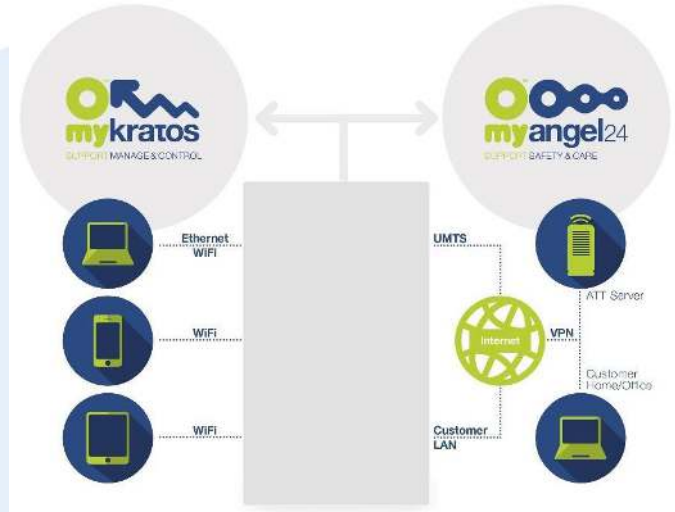 mykratos
SUPPORT MANAGE & CONTROL
myangel24
SUPPORT SAFETY & CARE
Ethernet
WiFi
WiFi
WiFi
UMTS
Internet
VPN
Customer
LAN
ATT Server
Customer
Home/Office